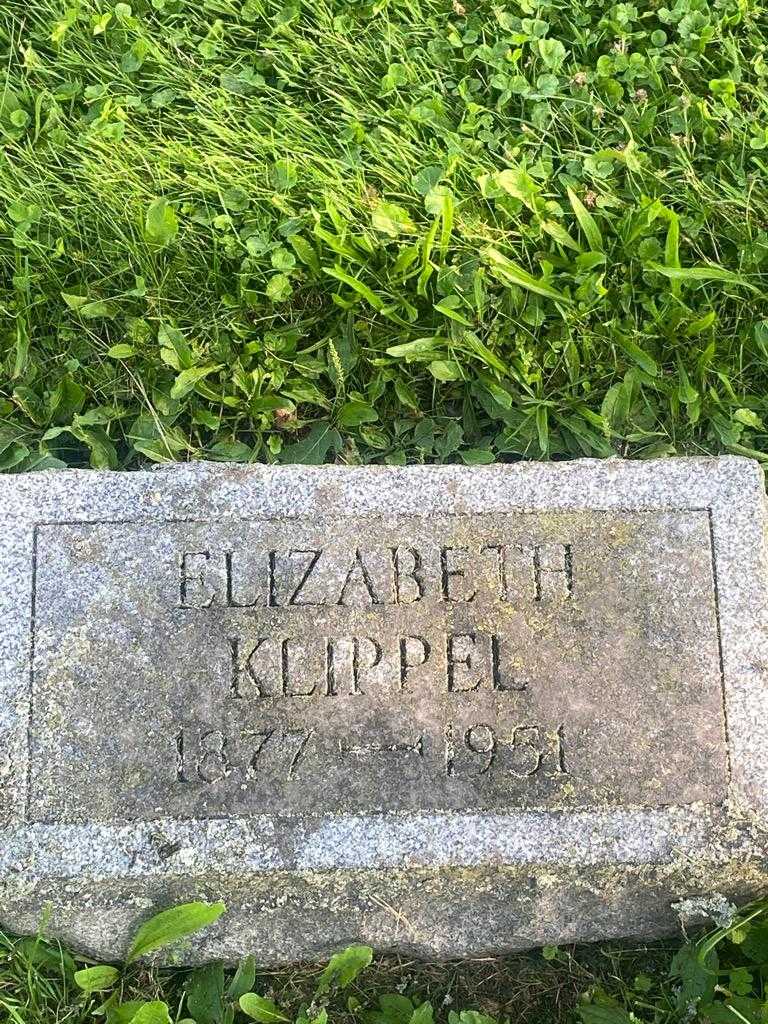 ELIZABETH
KLIPPEL
1877 — 1951